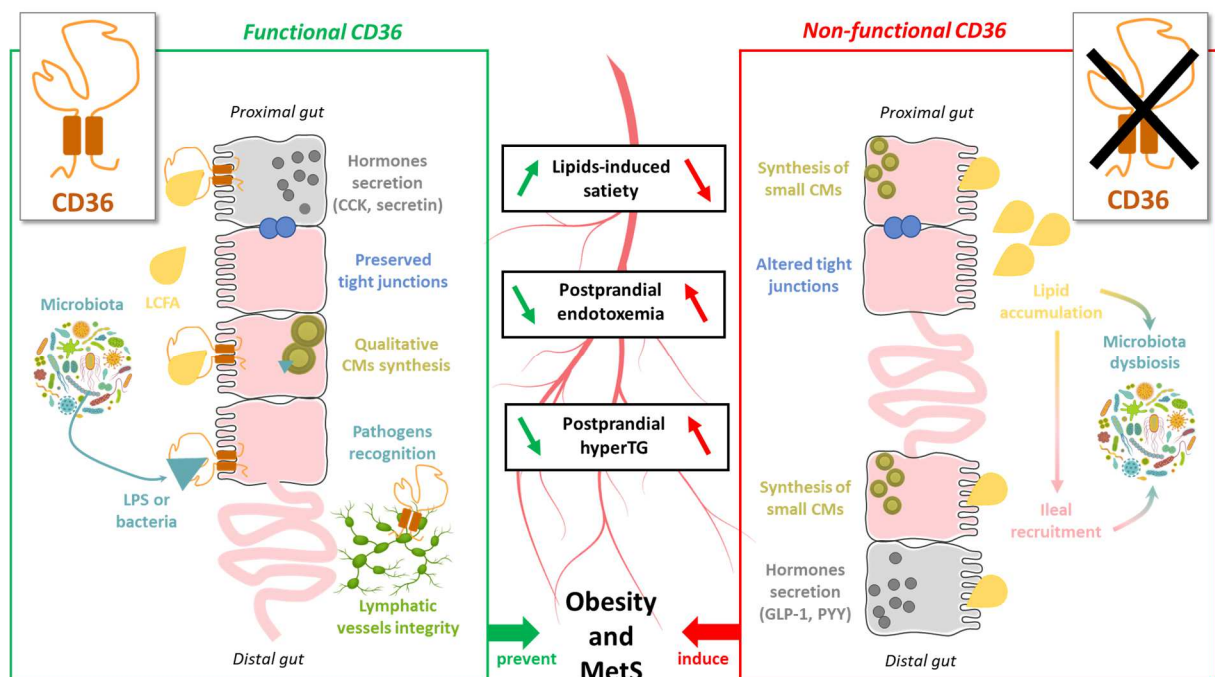 Functional CD36
CD36
Proximal gut
Hormones
secretion
(CCK, secretin)
Preserved
tight junctions
LCFA
Microbiota
Qualitative
CMs synthesis
Pathogens
recognition
LPS or
bacteria
Lymphatic
vessels integrity
Distal gut
Lipids-induced
satiety
Postprandial
endotoxemia
Postprandial
hyperTG
prevent
Obesity
and
MetS
induce
Non-functional CD36
CD36
Proximal gut
Synthesis of
small CMs
Altered tight
junctions
Lipid
accumulation
Microbiota
dysbiosis
Synthesis of
small CMs
Ileal
recruitment
Hormones
secretion
(GLP-1, PYY)
Distal gut